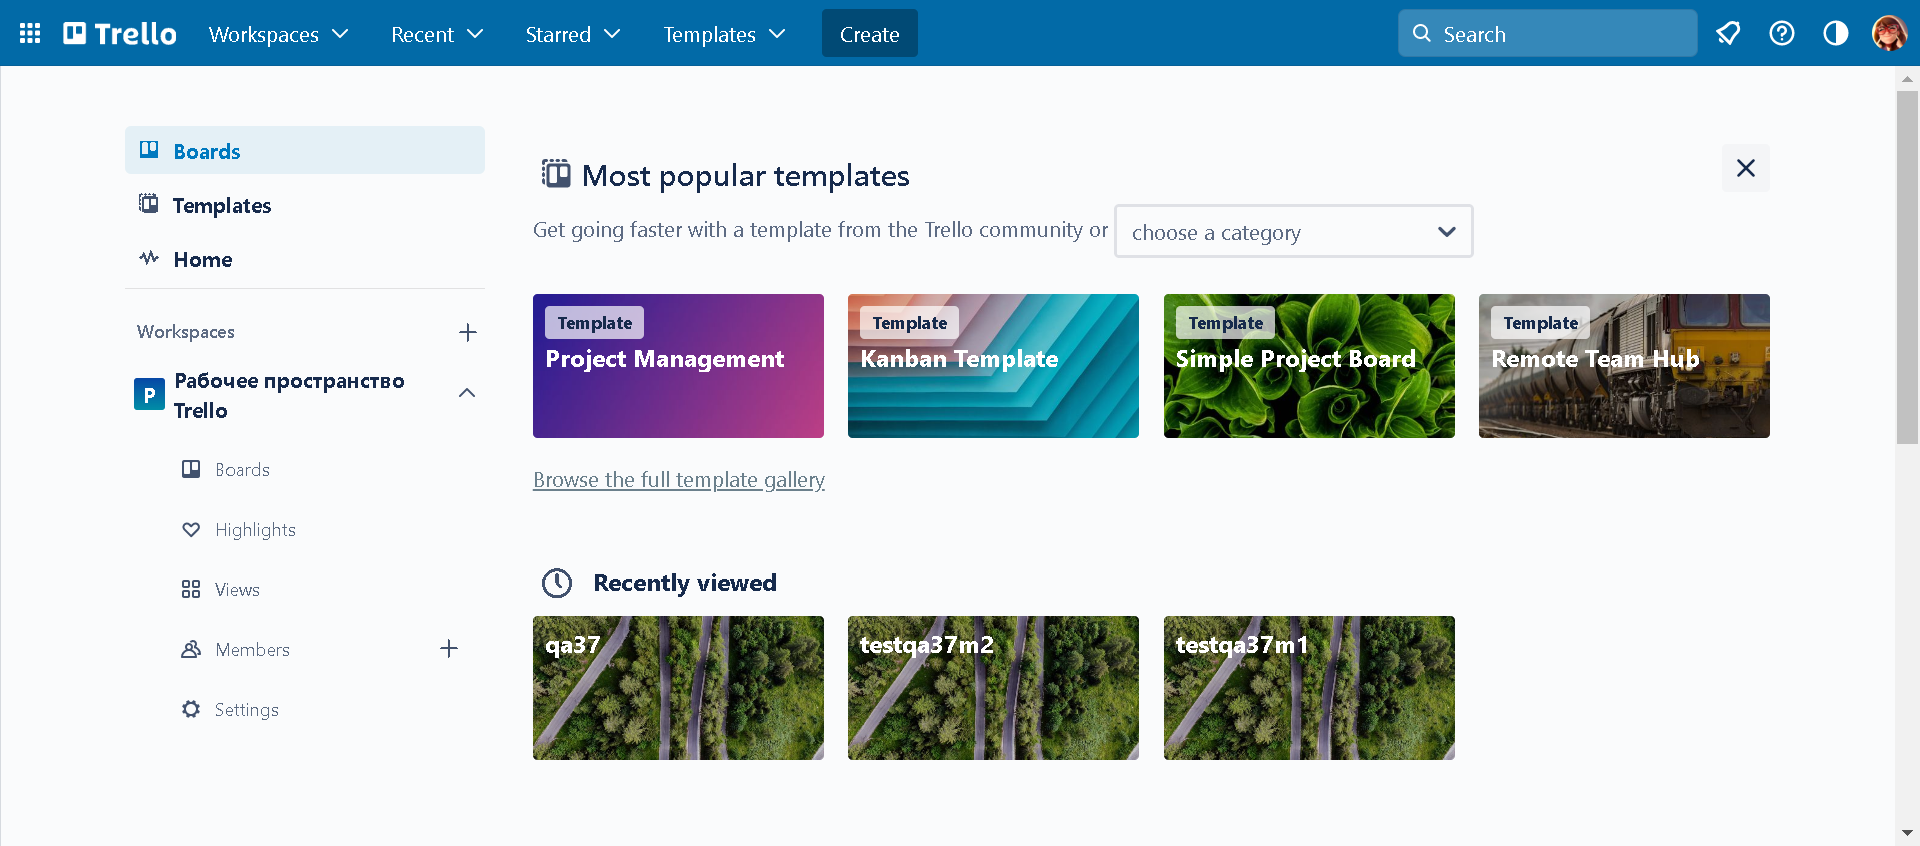 Trello
Workspaces
Recent
Starred
Templates
Create
Search
Boards
Templates
Home
Workspaces
P
Рабочее пространство
Trello
Boards
Highlights
Views
Members
Settings
Most popular templates
Get going faster with a template from the Trello community or choose a category
Template
Project Management
Template
Kanban Template
Template
Simple Project Board
Template
Remote Team Hub
Browse the full template gallery
Recently viewed
qa37
testqa37m2
testqa37m1